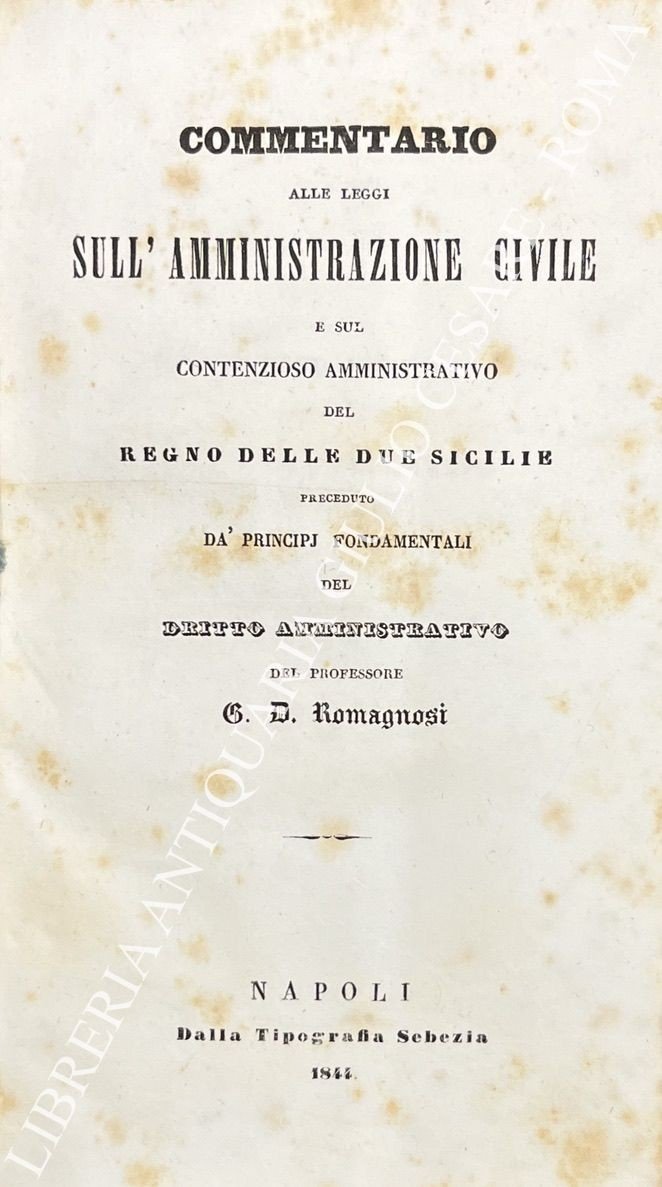 COMMENTARIO
ALLE LEGGI
SULL' AMMINISTRAZIONE CIVILE
E SUL
CONTENZIOSO AMMINISTRATIVO
DEL
REGNO DELLE DUE SICILIE
PRECEDUTO
DA' PRINCIPJ FONDAMENTALI
DEL
DRITTO AMMINISTRATIVO
DEL PROFESSORE
G. D. Romagnosi
NAPOLI
Dalla Tipografia Sebezia
1844.
LIBRERIA ANTIQUARIA GIULIO CESARE - ROMA